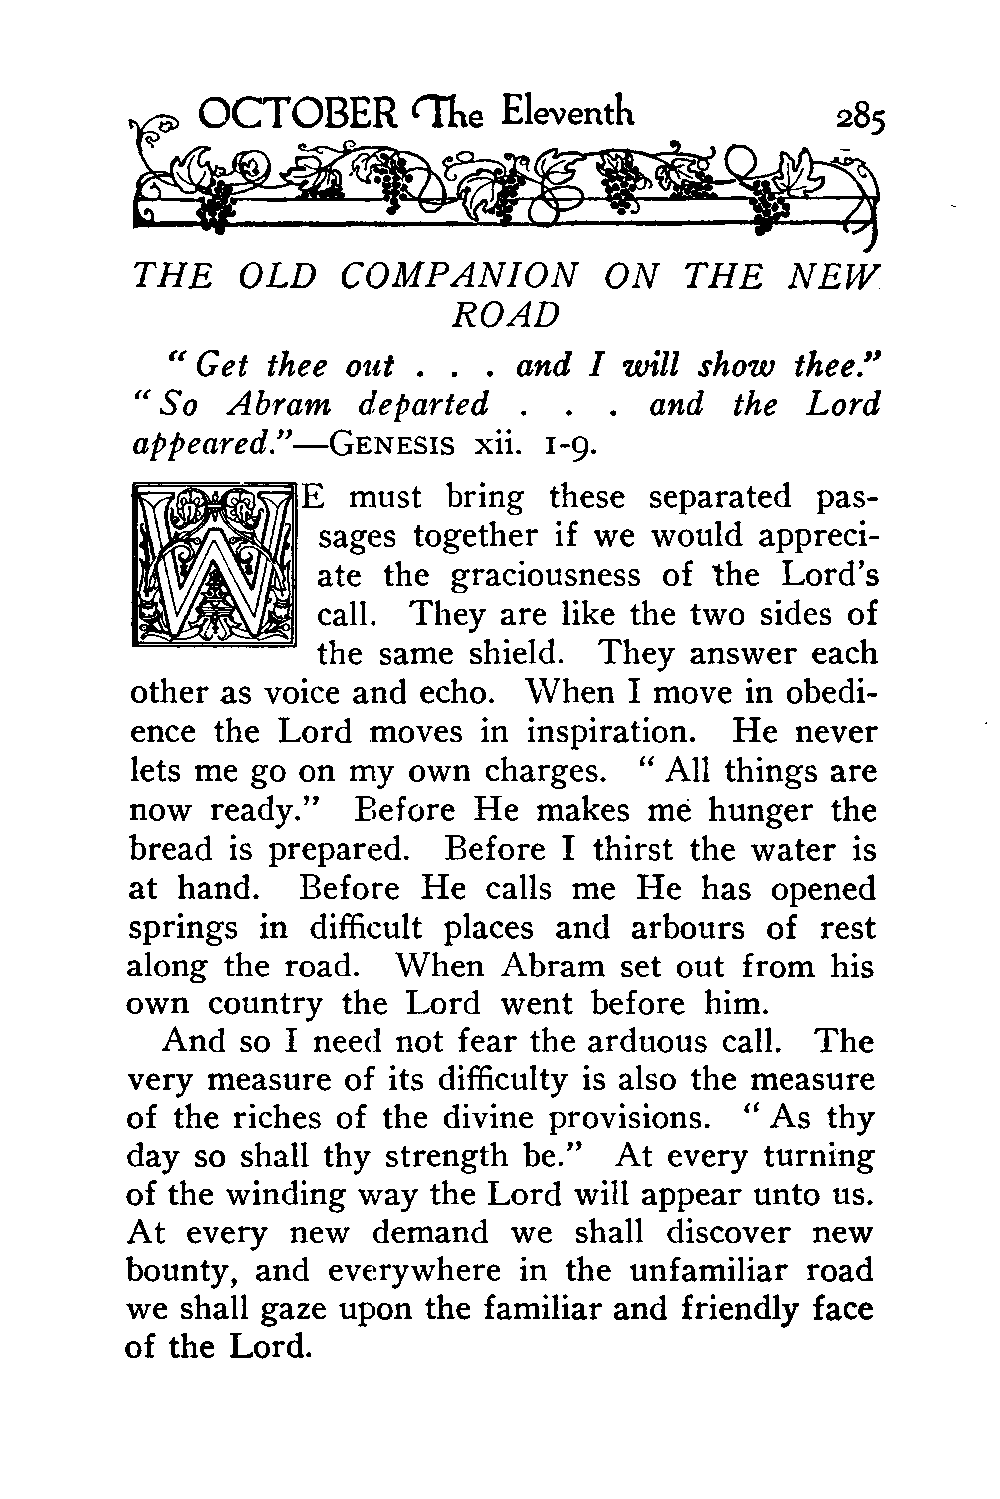 OCTOBER The Eleventh 285
THE OLD COMPANION ON THE NEW
ROAD
“ Get thee out . . . and I will show thee.”
“ So Abram departed . . . and the Lord
appeared.”—GENESIS xii. 1-9.
WE must bring these separated pas-
sages together if we would appreci-
ate the graciousness of the Lord’s
call. They are like the two sides of
the same shield. They answer each
other as voice and echo. When I move in obedi-
ence the Lord moves in inspiration. He never
lets me go on my own charges. “ All things are
now ready.” Before He makes me hunger the
bread is prepared. Before I thirst the water is
at hand. Before He calls me He has opened
springs in difficult places and arbours of rest
along the road. When Abram set out from his
own country the Lord went before him.
And so I need not fear the arduous call. The
very measure of its difficulty is also the measure
of the riches of the divine provisions. “ As thy
day so shall thy strength be.” At every turning
of the winding way the Lord will appear unto us.
At every new demand we shall discover new
bounty, and everywhere in the unfamiliar road
we shall gaze upon the familiar and friendly face
of the Lord.